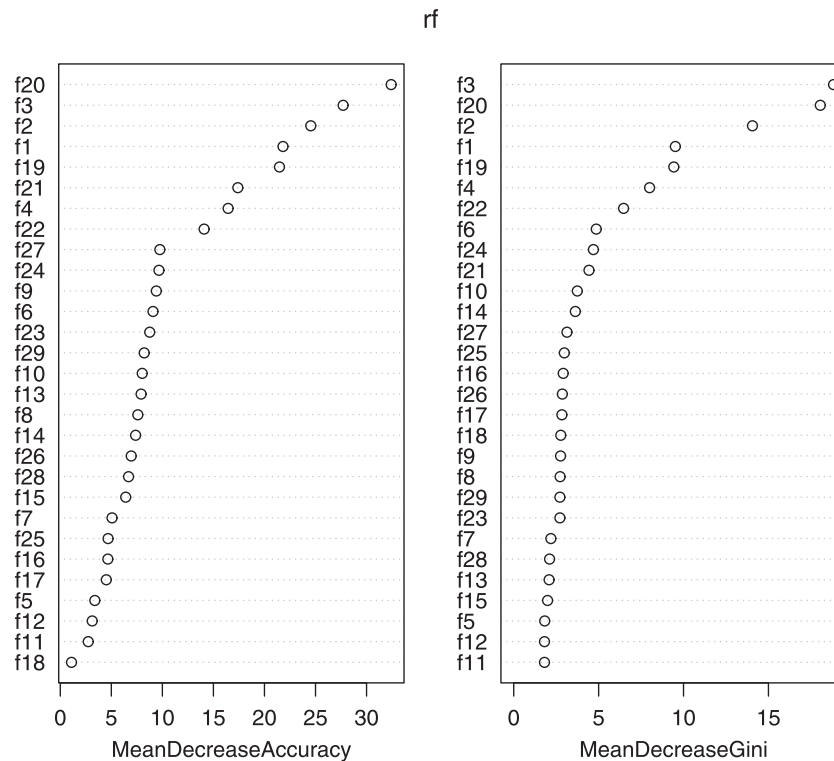 rf
f20
f3
f2
f1
f19
f21
f4
f22
f27
f24
f9
f6
f23
f29
f10
f13
f8
f14
f26
f28
f15
f7
f25
f16
f17
f5
f12
f11
f18
0 5 10 15 20 25 30
MeanDecreaseAccuracy
f3
f20
f2
f1
f19
f4
f22
f6
f24
f21
f10
f14
f27
f25
f16
f26
f17
f18
f9
f8
f29
f23
f7
f28
f13
f15
f5
f12
f11
0 5 10 15
MeanDecreaseGini